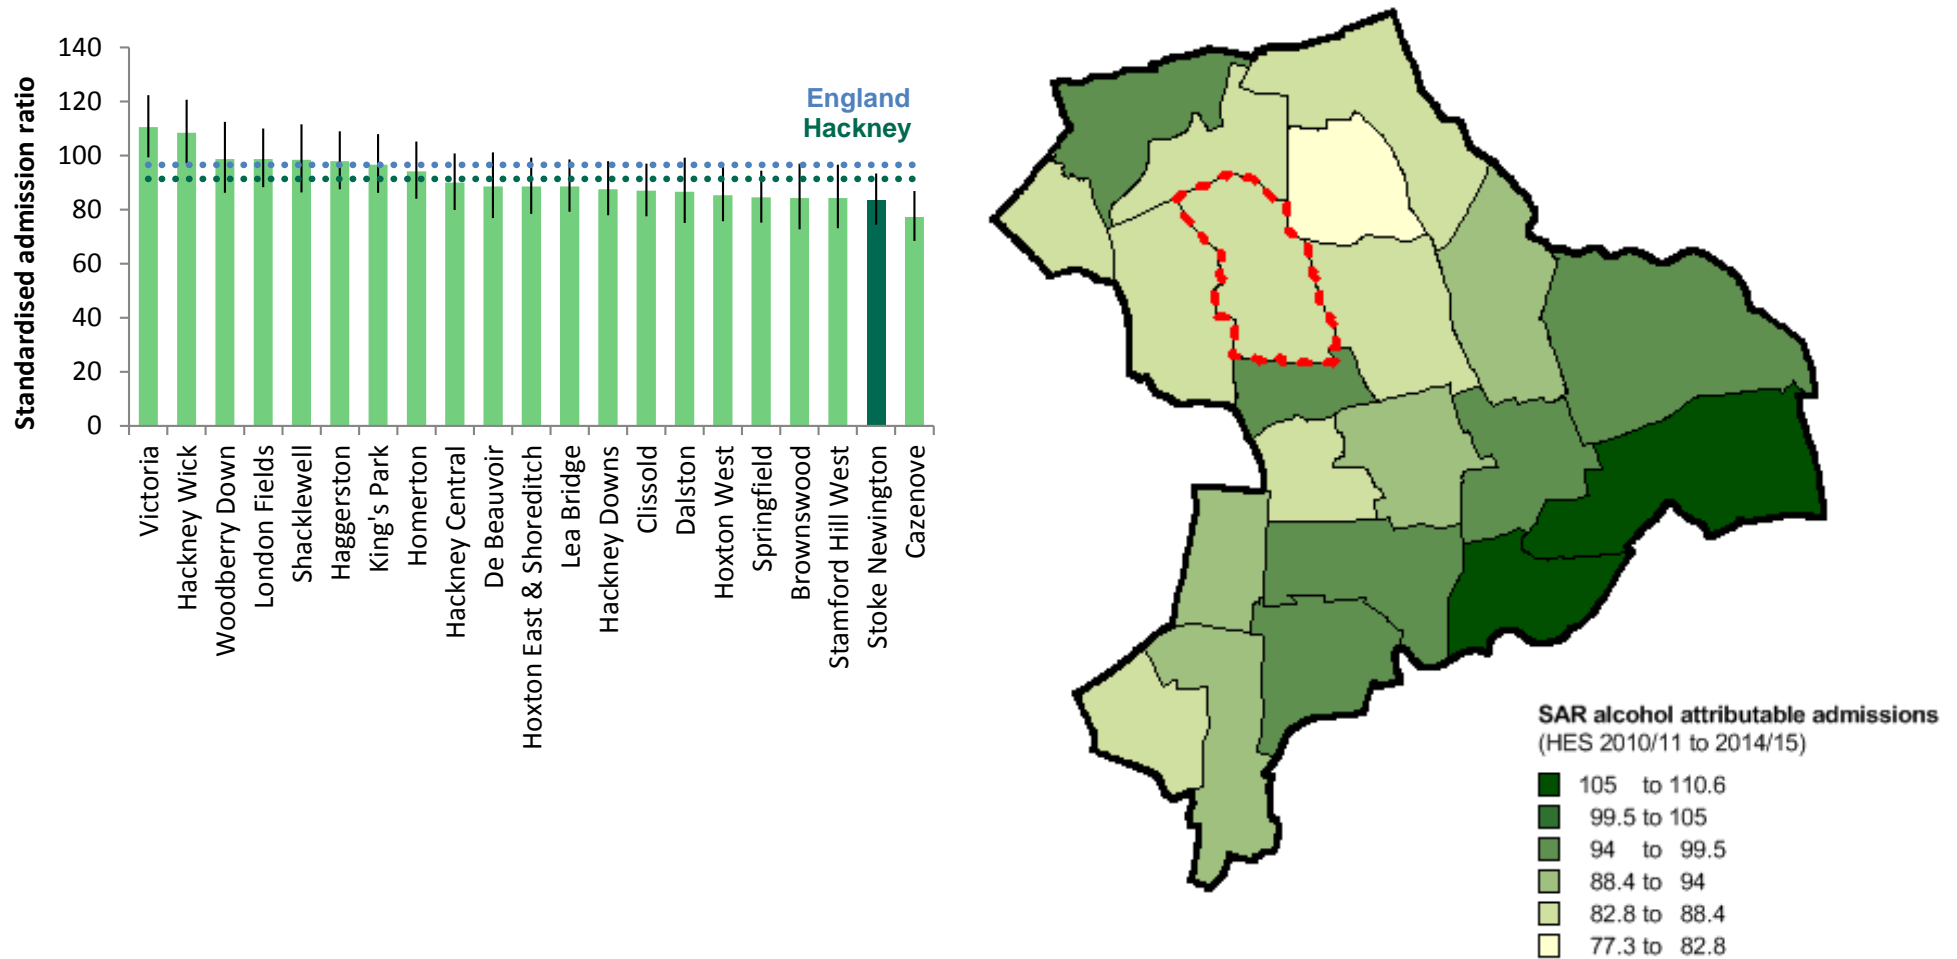 Standardised admission ratio
140
120
100
80
60
40
20
0
England
Hackney
Victoria
Hackney Wick
Woodberry Down
London Fields
Shacklewell
Haggerston
King's Park
Homerton
Hackney Central
De Beauvoir
Hoxton East & Shoreditch
Lea Bridge
Hackney Downs
Clissold
Dalston
Hoxton West
Springfield
Brownswood
Stamford Hill West
Stoke Newington
Cazenove
SAR alcohol attributable admissions
(HES 2010/11 to 2014/15)
105 to 110.6
99.5 to 105
94 to 99.5
88.4 to 94
82.8 to 88.4
77.3 to 82.8